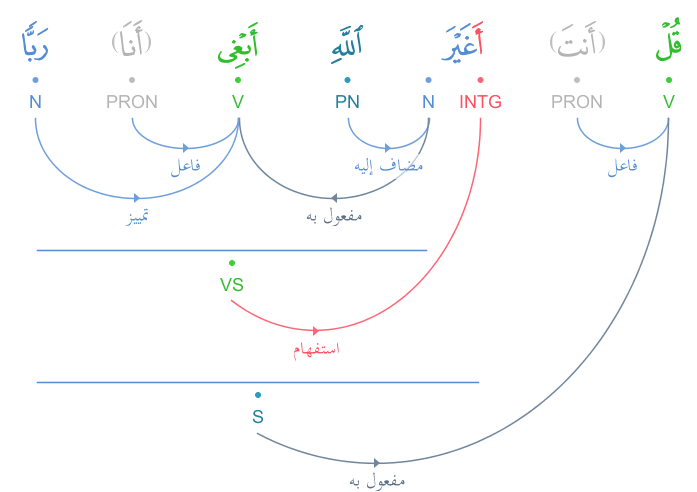 قُلْ (أَنتَ) أَغَيْرَ ٱللَّهِ أَبْغِى (أَنَا) رَبًّا
V PRON INTG N PN V PRON N
فاعل مضاف إليه فاعل
مفعول به تمييز
VS
استفهام
S
مفعول به